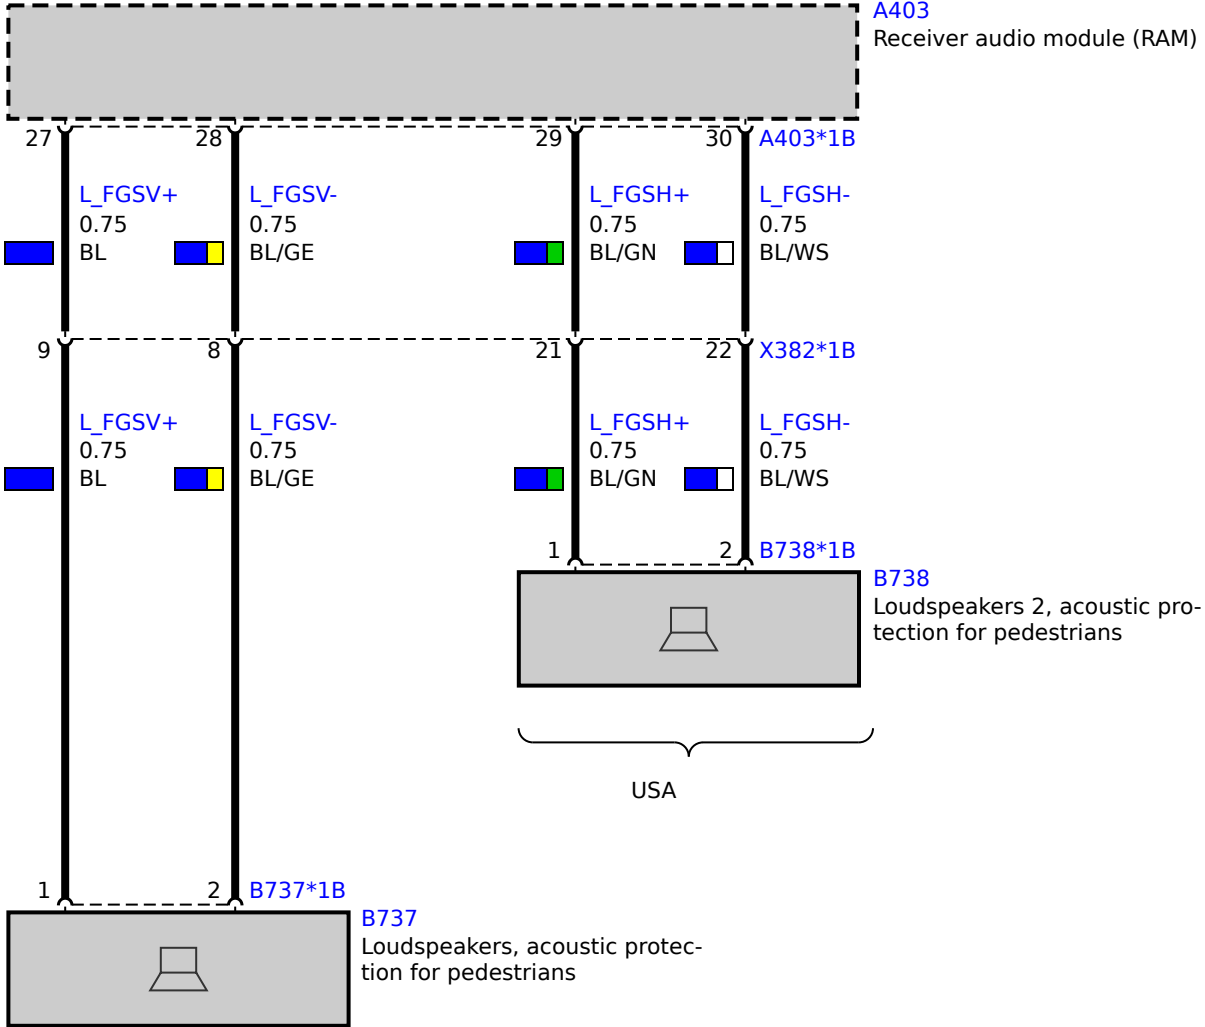 A403
Receiver audio module (RAM)
27
28
29
30
A403*1B
L_FGSV+
0.75
BL
L_FGSV-
0.75
BL/GE
L_FGSH+
0.75
BL/GN
L_FGSH-
0.75
BL/WS
9
8
21
22
X382*1B
L_FGSV+
0.75
BL
L_FGSV-
0.75
BL/GE
L_FGSH+
0.75
BL/GN
L_FGSH-
0.75
BL/WS
1
2
B738*1B
B738
Loudspeakers 2, acoustic pro-
tection for pedestrians
USA
1
2
B737*1B
B737
Loudspeakers, acoustic protec-
tion for pedestrians